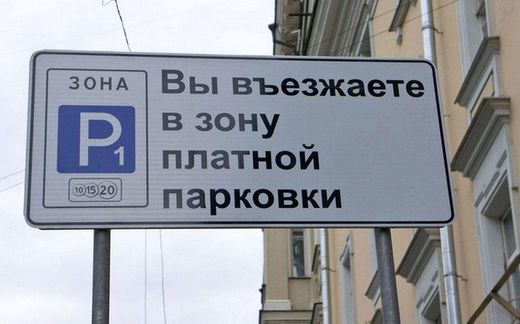 ЗОНА
P1
10 15 20
Вы въезжаете
в зону
платной
парковки